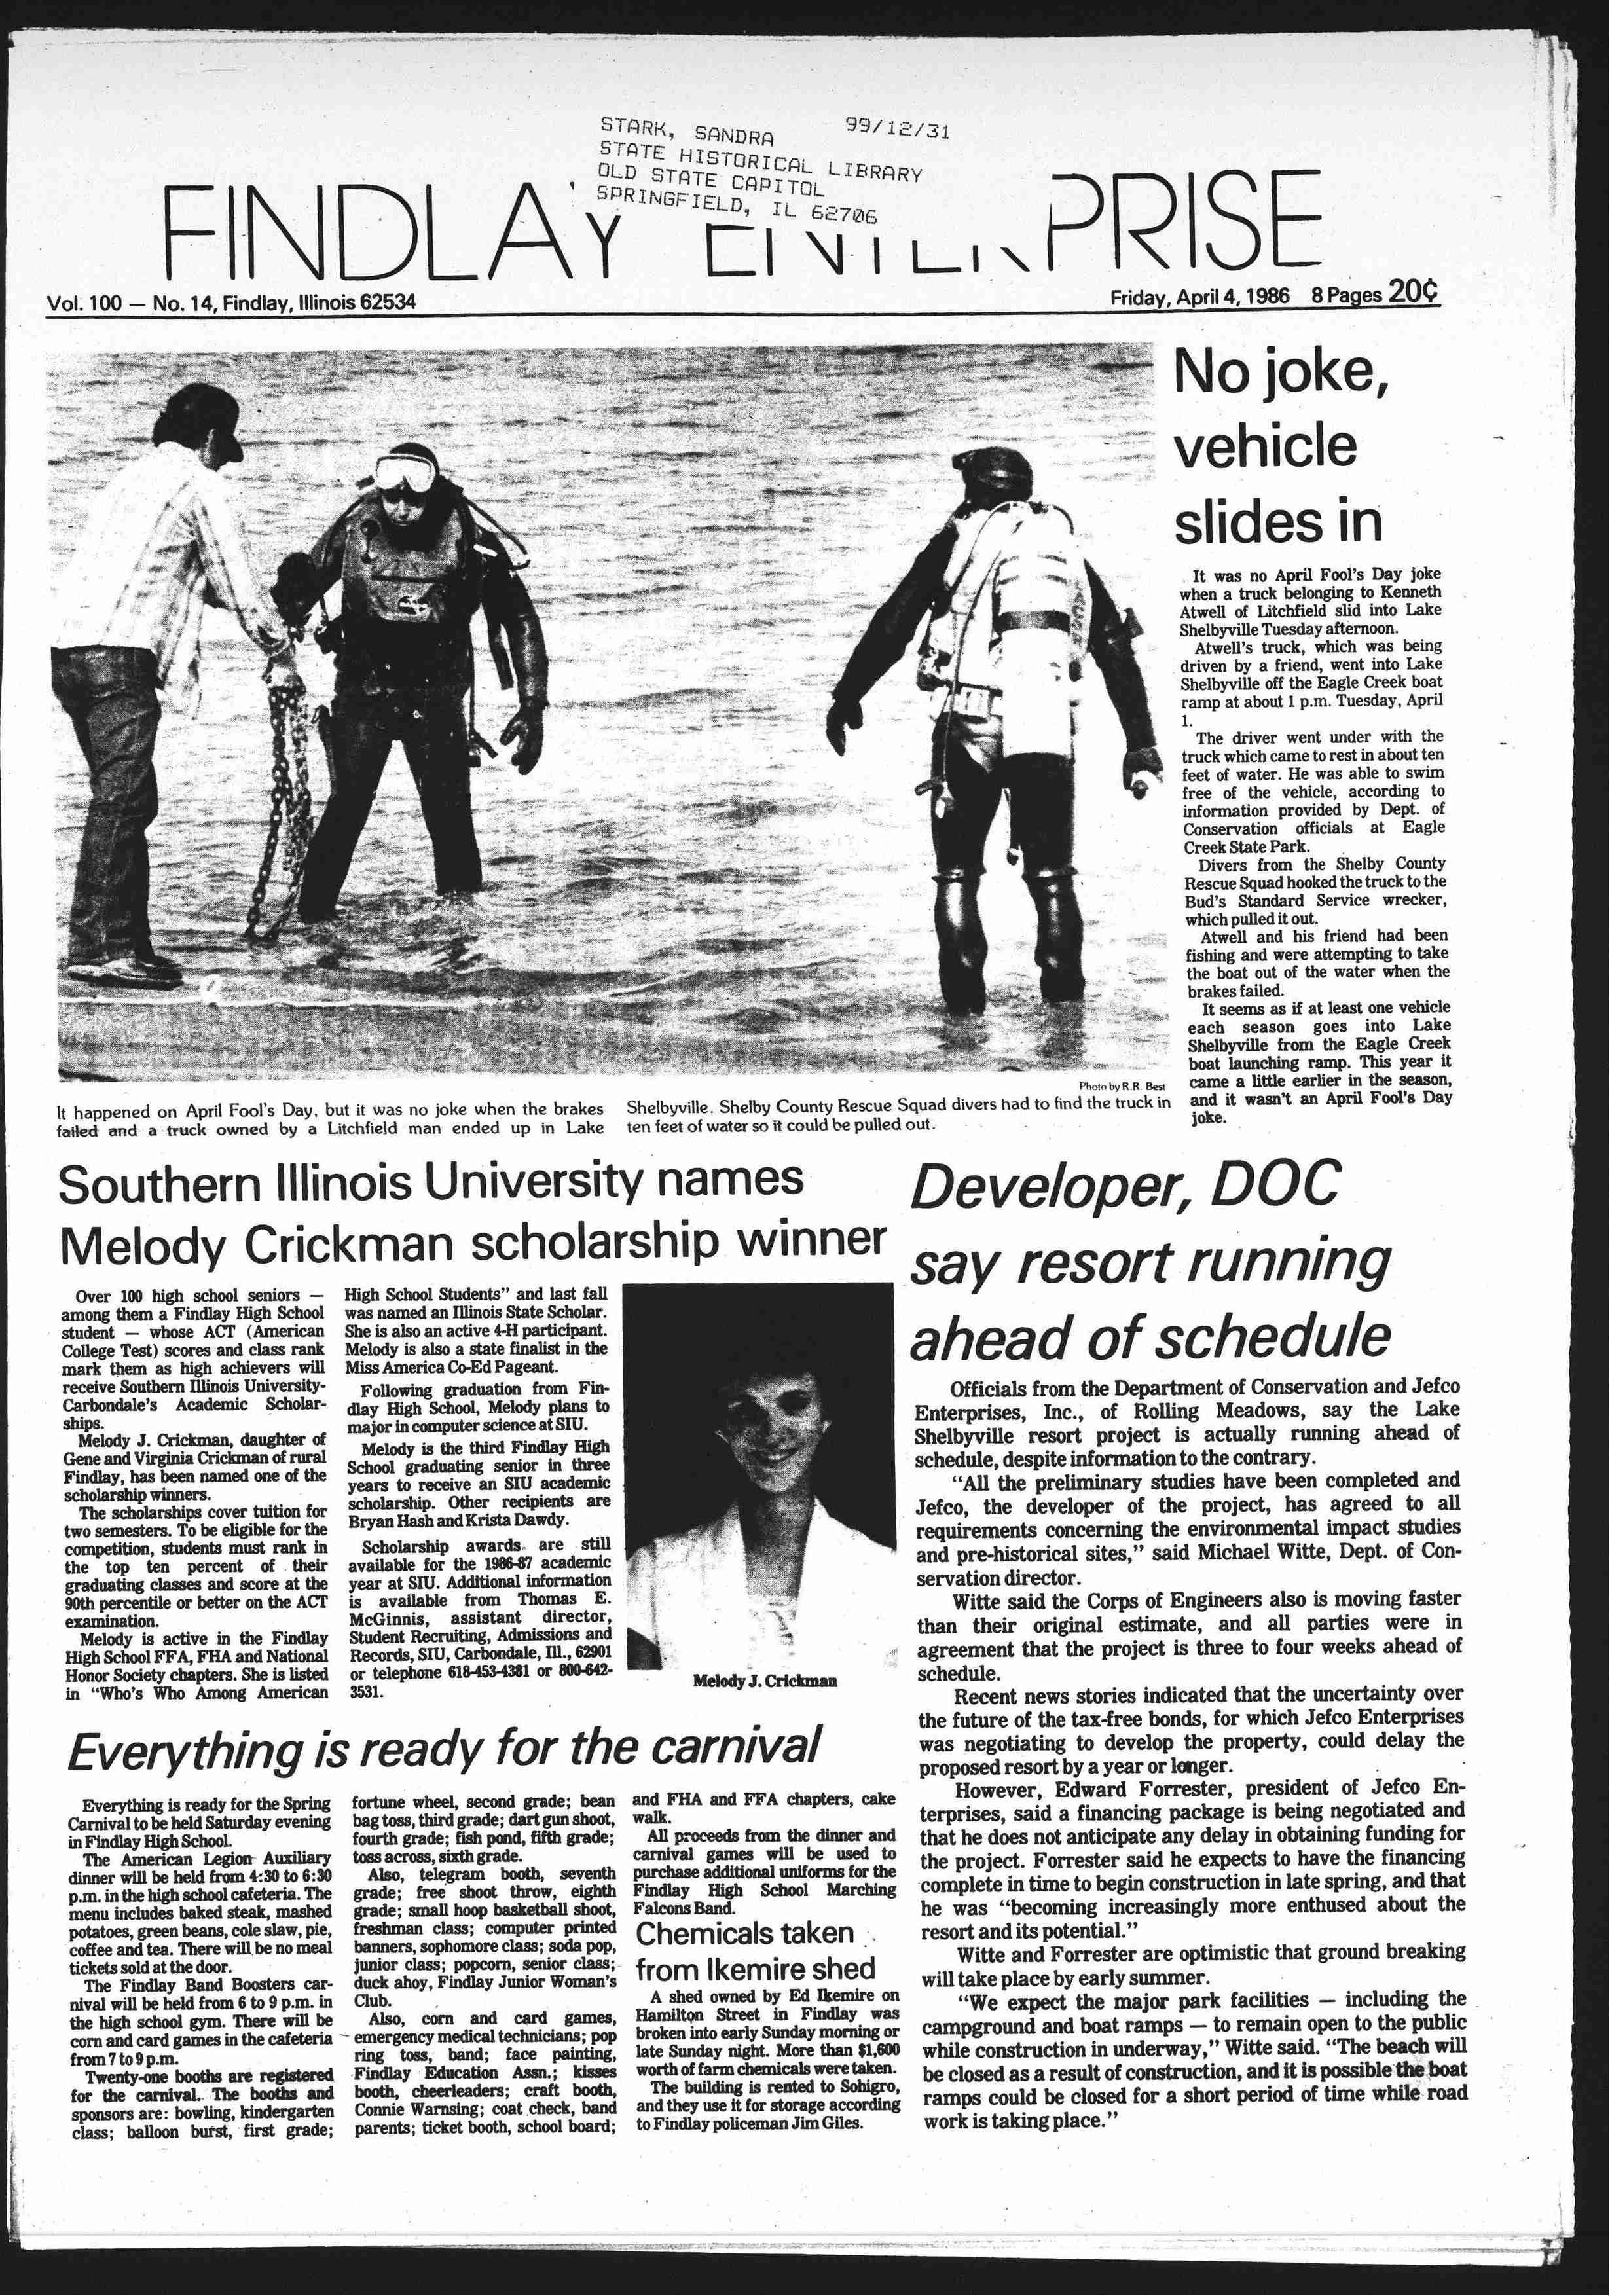 STARK, SANDRA 99/12/31
STATE HISTORICAL LIBRARY
OLD STATE CAPITOL
SPRINGFIELD, IL 62706
FINDLAY ENTERPRISE
Vol. 100 — No. 14, Findlay, Illinois 62534
Friday, April 4, 1986 8 Pages 20¢
No joke,
vehicle
slides in
It was no April Fool's Day joke
when a truck belonging to Kenneth
Atwell of Litchfield slid into Lake
Shelbyville Tuesday afternoon.
Atwell's truck, which was being
driven by a friend, went into Lake
Shelbyville off the Eagle Creek boat
ramp at about 1 p.m. Tuesday, April
1.
The driver went under with the
truck which came to rest in about ten
feet of water. He was able to swim
free of the vehicle, according to
information provided by Dept. of
Conservation officials at Eagle
Creek State Park.
Divers from the Shelby County
Rescue Squad hooked the truck to the
Bud's Standard Service wrecker,
which pulled it out.
Atwell and his friend had been
fishing and were attempting to take
the boat out of the water when the
brakes failed.
It seems as if at least one vehicle
each season goes into Lake
Shelbyville from the Eagle Creek
boat launching ramp. This year it
came a little earlier in the season,
and it wasn't an April Fool's Day
joke.
Photo by R.R. Best
It happened on April Fool's Day, but it was no joke when the brakes
failed and a truck owned by a Litchfield man ended up in Lake
Shelbyville. Shelby County Rescue Squad divers had to find the truck in
ten feet of water so it could be pulled out.
Southern Illinois University names
Melody Crickman scholarship winner
Over 100 high school seniors —
among them a Findlay High School
student — whose ACT (American
College Test) scores and class rank
mark them as high achievers will
receive Southern Illinois University-
Carbondale's Academic Scholar-
ships.
Melody J. Crickman, daughter of
Gene and Virginia Crickman of rural
Findlay, has been named one of the
scholarship winners.
The scholarships cover tuition for
two semesters. To be eligible for the
competition, students must rank in
the top ten percent of their
graduating classes and score at the
90th percentile or better on the ACT
examination.
Melody is active in the Findlay
High School FFA, FHA and National
Honor Society chapters. She is listed
in "Who's Who Among American
High School Students" and last fall
was named an Illinois State Scholar.
She is also an active 4-H participant.
Melody is also a state finalist in the
Miss America Co-Ed Pageant.
Following graduation from Fin-
dlay High School, Melody plans to
major in computer science at SIU.
Melody is the third Findlay High
School graduating senior in three
years to receive an SIU academic
scholarship. Other recipients are
Bryan Hash and Krista Dawdy.
Scholarship awards are still
available for the 1986-87 academic
year at SIU. Additional information
is available from Thomas E.
McGinnis, assistant director,
Student Recruiting, Admissions and
Records, SIU, Carbondale, Ill., 62901
or telephone 618-453-4381 or 800-642-
3531.
Melody J. Crickman
Developer, DOC
say resort running
ahead of schedule
Officials from the Department of Conservation and Jefco
Enterprises, Inc., of Rolling Meadows, say the Lake
Shelbyville resort project is actually running ahead of
schedule, despite information to the contrary.
"All the preliminary studies have been completed and
Jefco, the developer of the project, has agreed to all
requirements concerning the environmental impact studies
and pre-historical sites," said Michael Witte, Dept. of Con-
servation director.
Witte said the Corps of Engineers also is moving faster
than their original estimate, and all parties were in
agreement that the project is three to four weeks ahead of
schedule.
Recent news stories indicated that the uncertainty over
the future of the tax-free bonds, for which Jefco Enterprises
was negotiating to develop the property, could delay the
proposed resort by a year or longer.
However, Edward Forrester, president of Jefco En-
terprises, said a financing package is being negotiated and
that he does not anticipate any delay in obtaining funding for
the project. Forrester said he expects to have the financing
complete in time to begin construction in late spring, and that
he was "becoming increasingly more enthused about the
resort and its potential."
Witte and Forrester are optimistic that ground breaking
will take place by early summer.
"We expect the major park facilities — including the
campground and boat ramps — to remain open to the public
while construction in underway," Witte said. "The beach will
be closed as a result of construction, and it is possible the boat
ramps could be closed for a short period of time while road
work is taking place."
Everything is ready for the carnival
Everything is ready for the Spring
Carnival to be held Saturday evening
in Findlay High School.
The American Legion Auxiliary
dinner will be held from 4:30 to 6:30
p.m. in the high school cafeteria. The
menu includes baked steak, mashed
potatoes, green beans, cole slaw, pie,
coffee and tea. There will be no meal
tickets sold at the door.
The Findlay Band Boosters car-
nival will be held from 6 to 9 p.m. in
the high school gym. There will be
corn and card games in the cafeteria
from 7 to 9 p.m.
Twenty-one booths are registered
for the carnival. The booths and
sponsors are: bowling, kindergarten
class; balloon burst, first grade;
fortune wheel, second grade; bean
bag toss, third grade; dart gun shoot,
fourth grade; fish pond, fifth grade;
toss across, sixth grade.
Also, telegram booth, seventh
grade; free shoot throw, eighth
grade; small hoop basketball shoot,
freshman class; computer printed
banners, sophomore class; soda pop,
junior class; popcorn, senior class;
duck ahoy, Findlay Junior Woman's
Club.
Also, corn and card games,
emergency medical technicians; pop
ring toss, band; face painting,
Findlay Education Assn.; kisses
booth, cheerleaders; craft booth,
Connie Warnsing; coat check, band
parents; ticket booth, school board;
and FHA and FFA chapters, cake
walk.
All proceeds from the dinner and
carnival games will be used to
purchase additional uniforms for the
Findlay High School Marching
Falcons Band.
Chemicals taken
from Ikemire shed
A shed owned by Ed Ikemire on
Hamilton Street in Findlay was
broken into early Sunday morning or
late Sunday night. More than $1,600
worth of farm chemicals were taken.
The building is rented to Sohigro,
and they use it for storage according
to Findlay policeman Jim Giles.